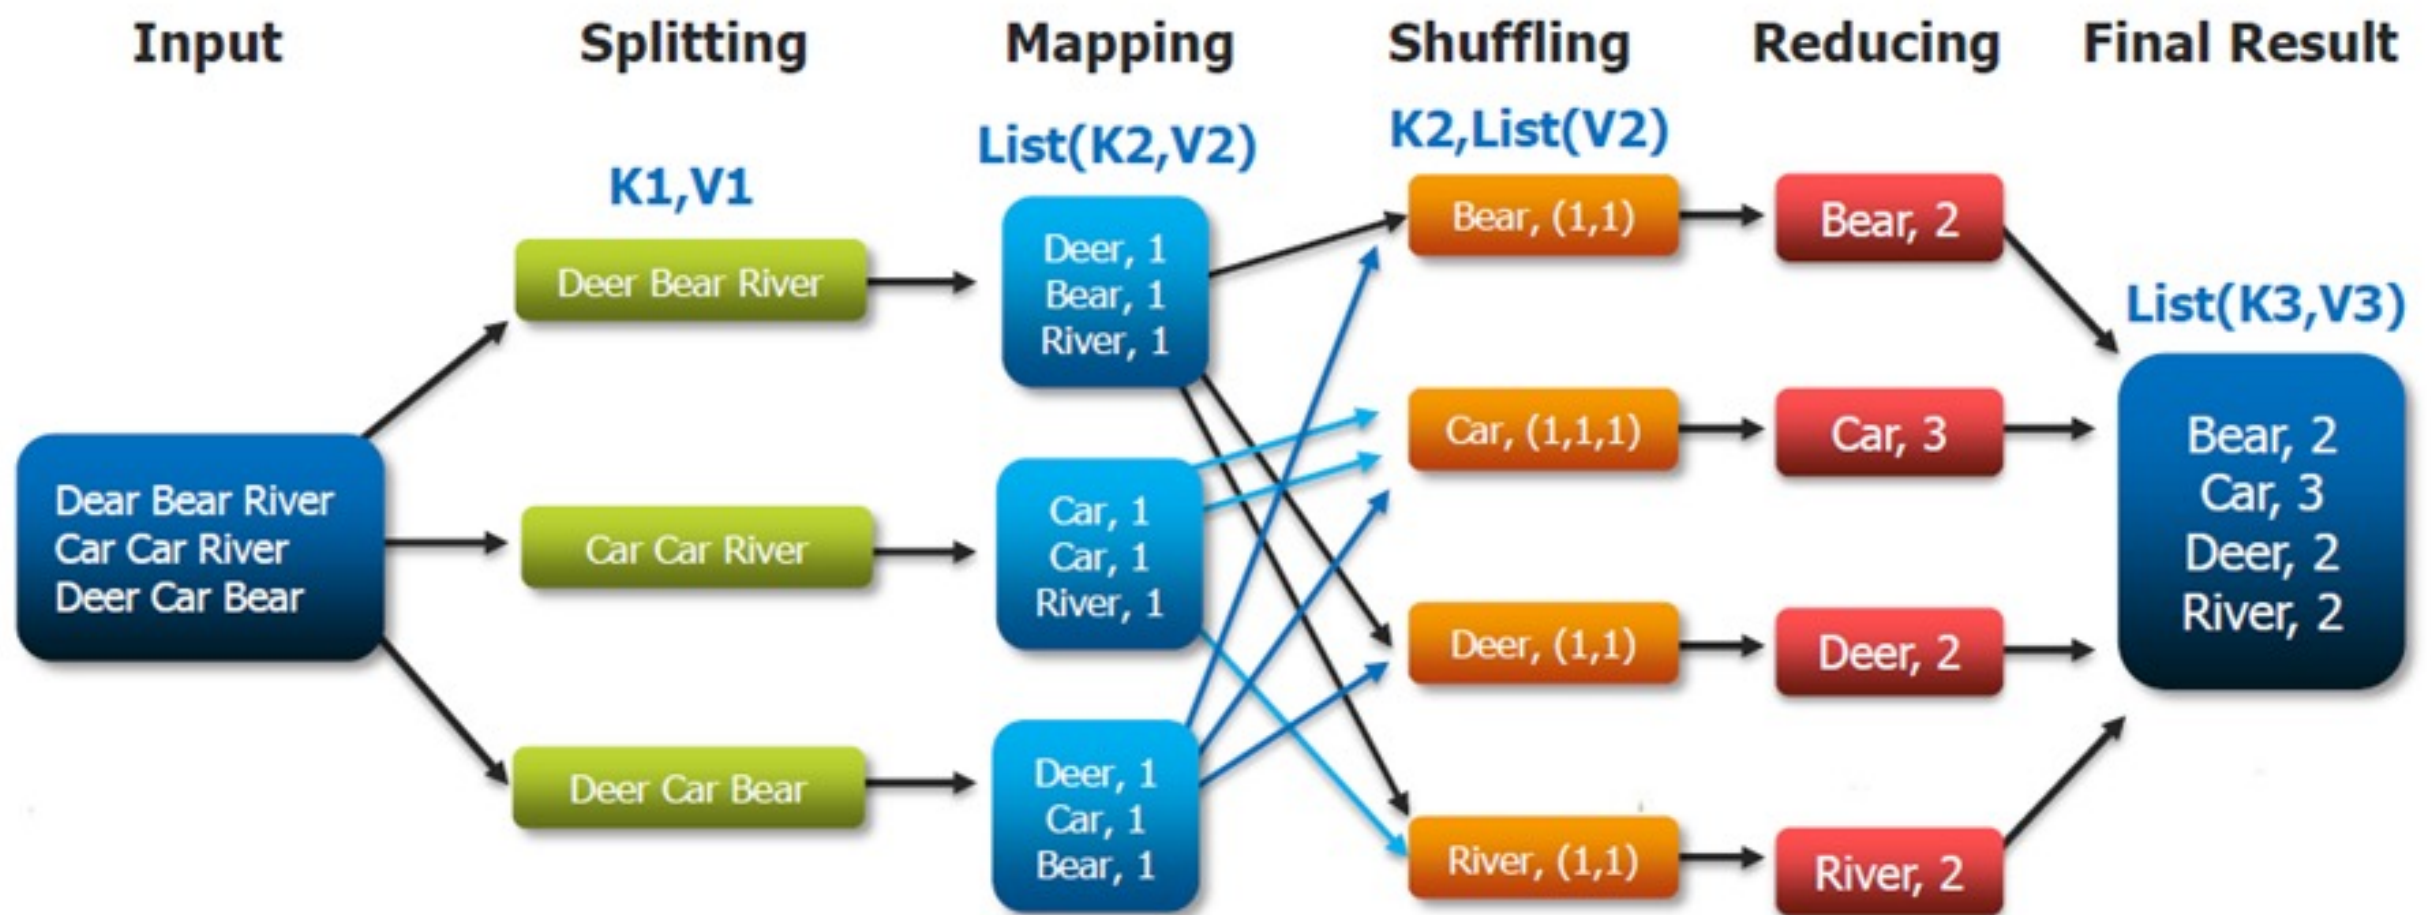 Input
Splitting
Mapping
Shuffling
Reducing
Final Result
K1,V1
List(K2,V2)
K2,List(V2)
List(K3,V3)
Dear Bear River
Car Car River
Deer Car Bear
Deer Bear River
Car Car River
Deer Car Bear
Deer, 1
Bear, 1
River, 1
Car, 1
Car, 1
River, 1
Deer, 1
Car, 1
Bear, 1
Bear, (1,1)
Car, (1,1,1)
Deer, (1,1)
River, (1,1)
Bear, 2
Car, 3
Deer, 2
River, 2
Bear, 2
Car, 3
Deer, 2
River, 2